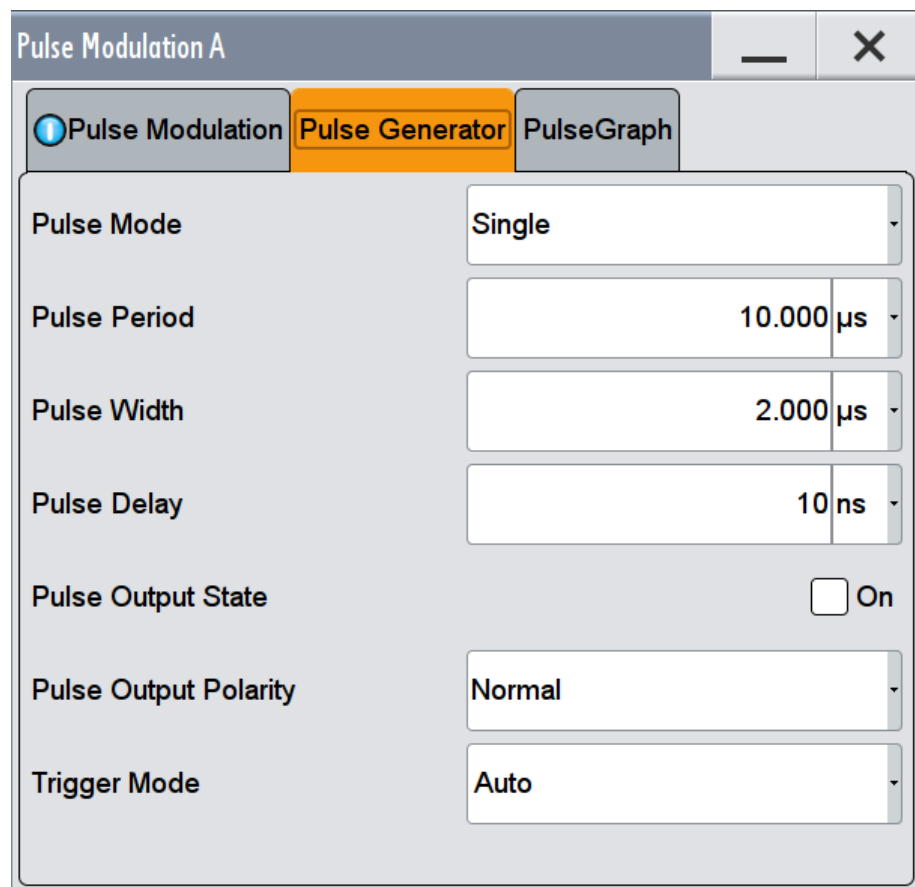 Pulse Modulation A
Pulse Modulation Pulse Generator PulseGraph
Pulse Mode Single
Pulse Period 10.000 µs
Pulse Width 2.000 µs
Pulse Delay 10 ns
Pulse Output State On
Pulse Output Polarity Normal
Trigger Mode Auto